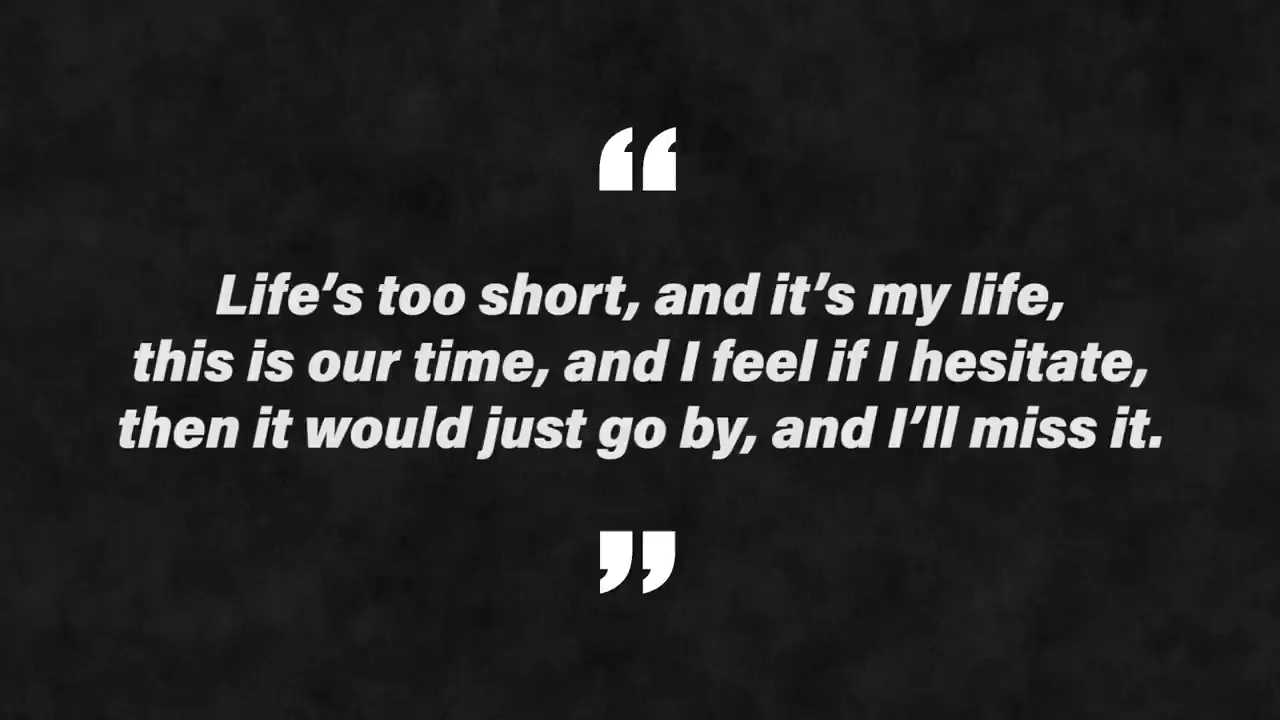 “
Life’s too short, and it’s my life,
this is our time, and I feel if I hesitate,
then it would just go by, and I’ll miss it.
”